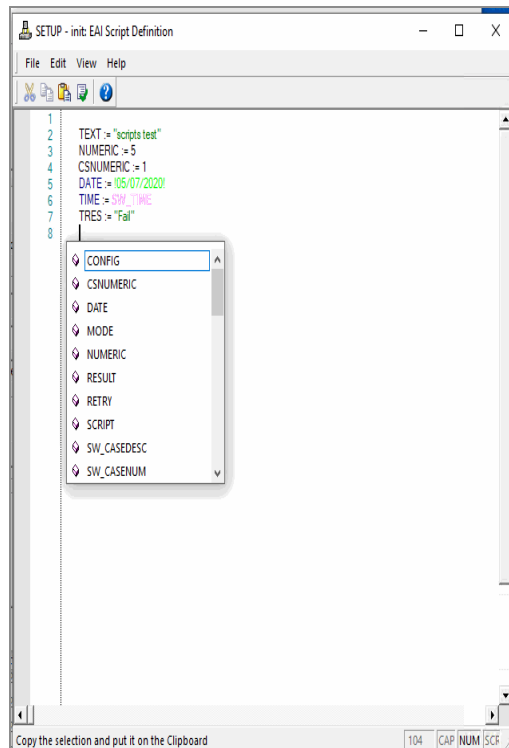 SETUP - init: EAI Script Definition
File Edit View Help
1
2 TEXT := "scripts test"
3 NUMERIC := 5
4 CSNUMERIC := 1
5 DATE := !05/07/2020!
6 TIME := SW_TIME
7 TRES := "Fail"
8
CONFIG
CSNUMERIC
DATE
MODE
NUMERIC
RESULT
RETRY
SCRIPT
SW_CASEDESC
SW_CASENUM
Copy the selection and put it on the Clipboard 104 CAP NUM SCR